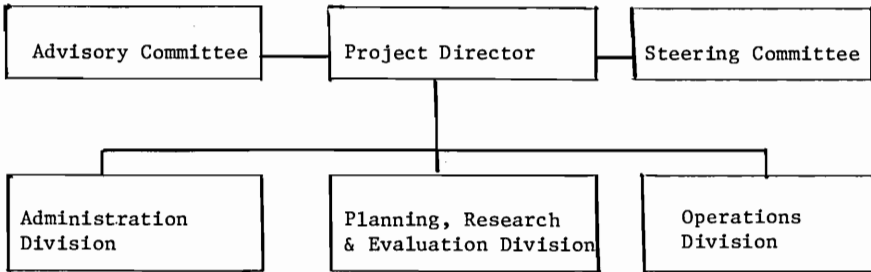 Advisory Committee
Project Director
Steering Committee
Administration
Division
Planning, Research
& Evaluation Division
Operations
Division